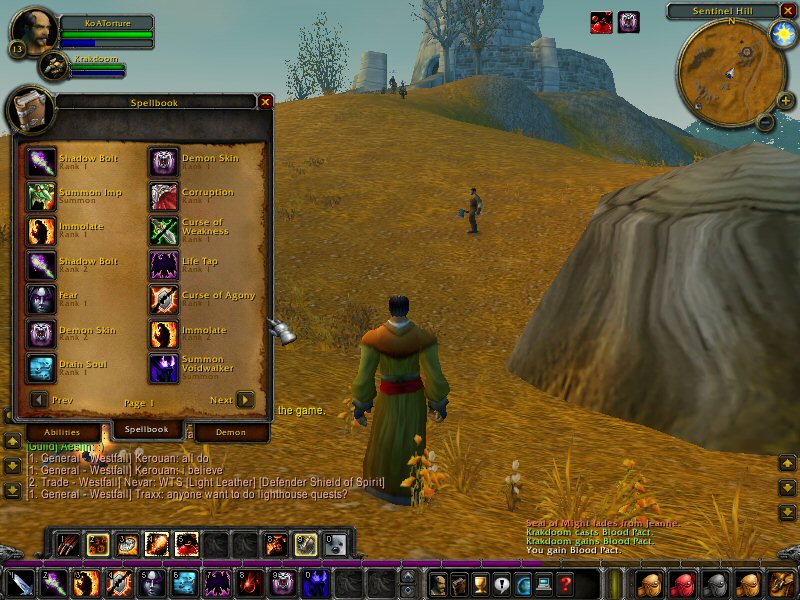 KoATorture
13
Krakdoom
Sentinel Hill
N
Spellbook
Shadow Bolt
Rank 1
Demon Skin
Rank 1
Summon Imp
Summon
Corruption
Rank 1
Immolate
Rank 1
Curse of
Weakness
Rank 1
Shadow Bolt
Rank 2
Life Tap
Rank 1
Fear
Rank 1
Curse of Agony
Rank 1
Demon Skin
Rank 2
Immolate
Rank 2
Drain Soul
Rank 1
Summon
Voidwalker
Summon
Prev
Page 1
Next
the game.
Abilities
Spellbook
Demon
[Guild] Aeslin: :)
[1. General - Westfall] Kerouan: all do
[1. General - Westfall] Kerouan: i believe
[2. Trade - Westfall] Nevar: WTS [Light Leather] [Defender Shield of Spirit]
[1. General - Westfall] Traxx: anyone want to do lighthouse quests?
Seal of Might fades from Jeanne.
Krakdoom casts Blood Pact.
Krakdoom gains Blood Pact.
You gain Blood Pact.